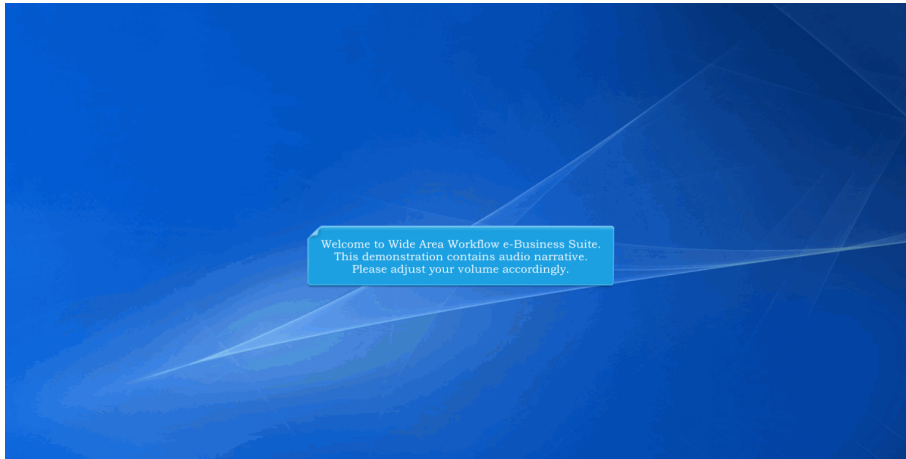 Welcome to Wide Area Workflow e-Business Suite.
This demonstration contains audio narrative.
Please adjust your volume accordingly.